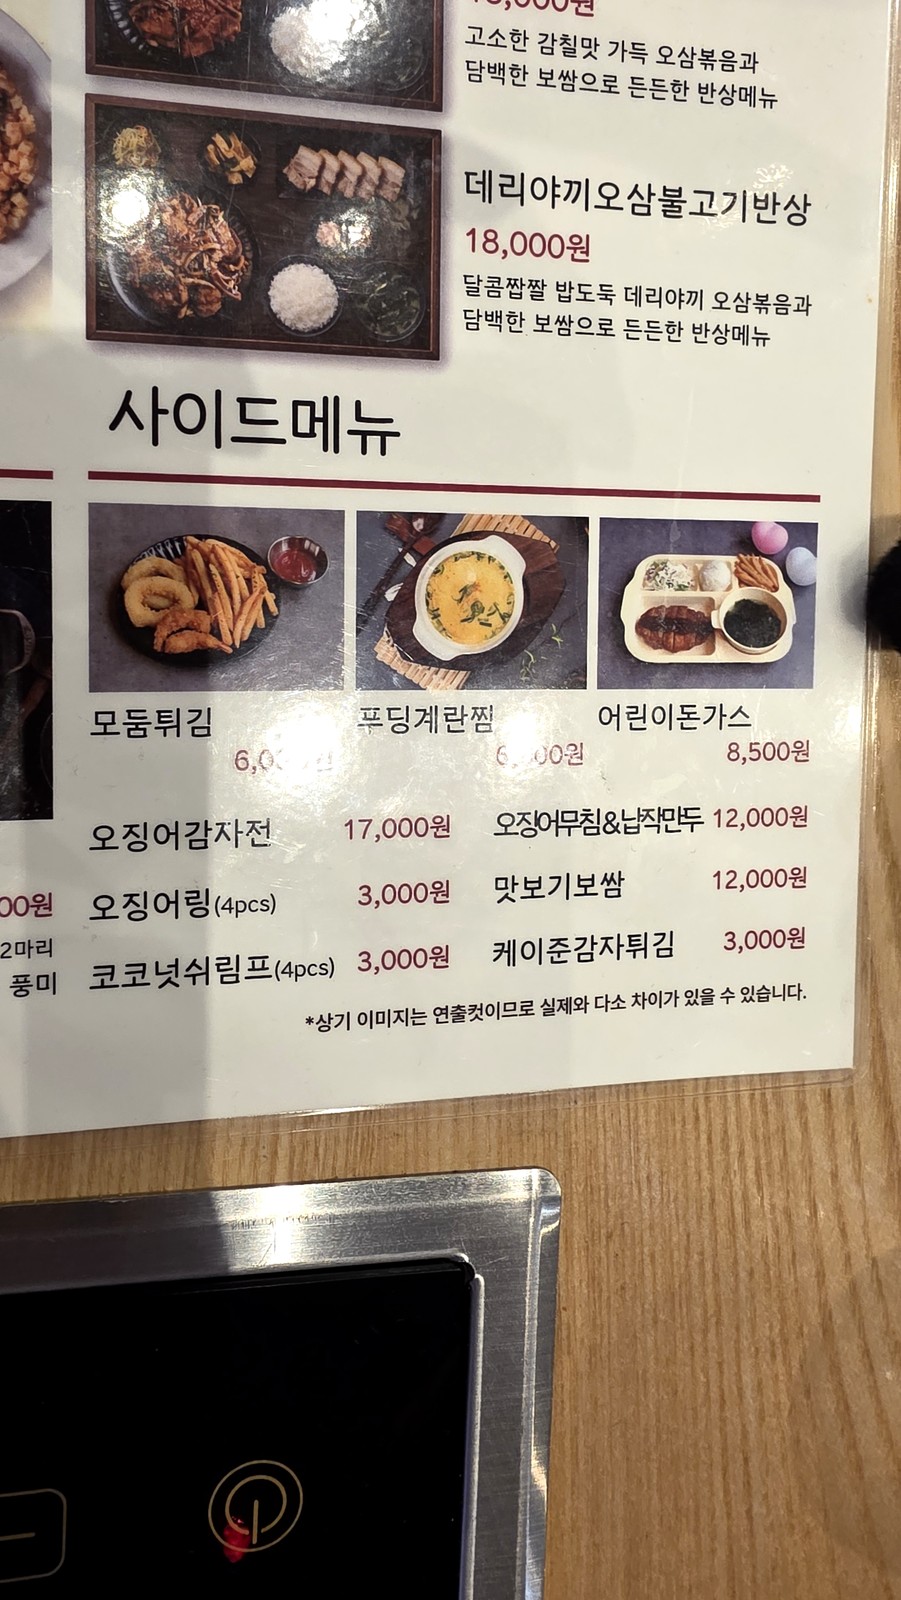 고소한 감칠맛 가득 오삼볶음과
담백한 보쌈으로 든든한 반상메뉴
데리야끼오삼불고기반상
18,000원
달콤짭짤 밥도둑 데리야끼 오삼볶음과
담백한 보쌈으로 든든한 반상메뉴
사이드메뉴
모둠튀김
푸딩계란찜
어린이돈가스
8,500원
오징어감자전 17,000원
오징어무침&납작만두 12,000원
오징어링(4pcs) 3,000원
맛보기보쌈 12,000원
코코넛쉬림프(4pcs) 3,000원
케이준감자튀김 3,000원
*상기 이미지는 연출컷이므로 실제와 다소 차이가 있을 수 있습니다.
00원
2마리
풍미